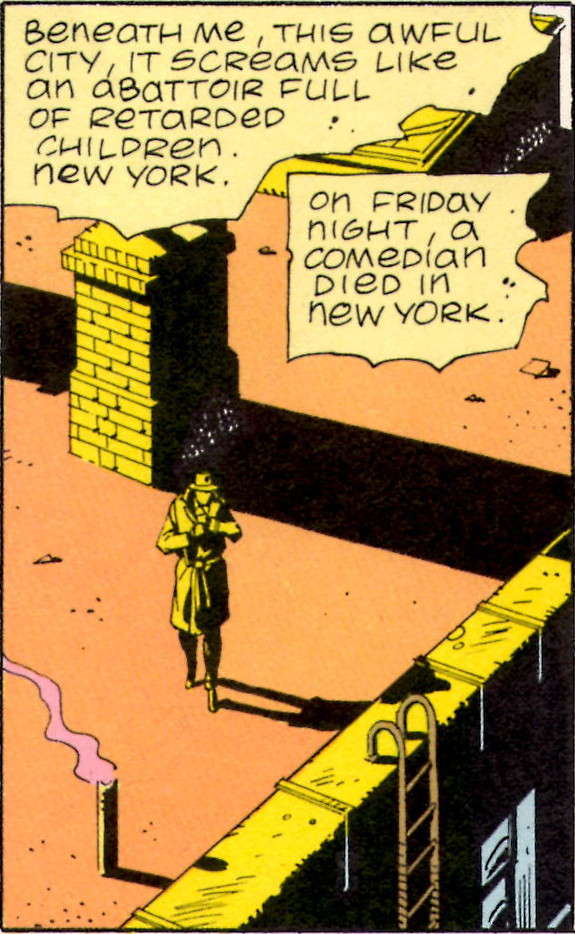 BeneATH Me, THIS AWFUL
CITY, IT SCREAMS LIKE
an ABATTOIR FULL
OF RETARDED
CHILDREN.
new YORK.
On FRIDAY
nIGHT, A
COMEDIAN
DIED In
new YORK.